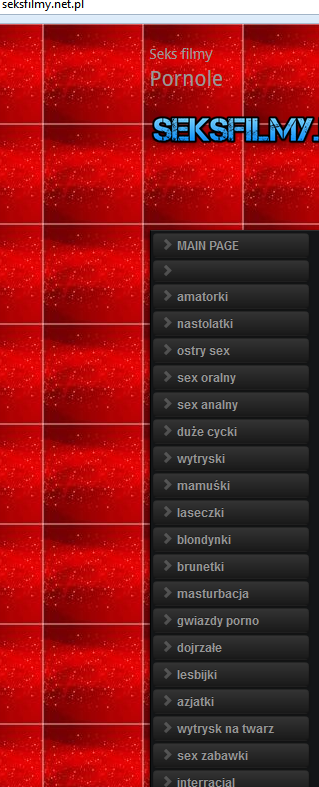 seksfilmy.net.pl
Seks filmy
Pornole
SEKSFILMY.
MAIN PAGE
amatorki
nastolatki
ostry sex
sex oralny
sex analny
duże cycki
wytryski
mamuśki
laseczki
blondynki
brunetki
masturbacja
gwiazdy porno
dojrzałe
lesbijki
azjatki
wytrysk na twarz
sex zabawki
interracial